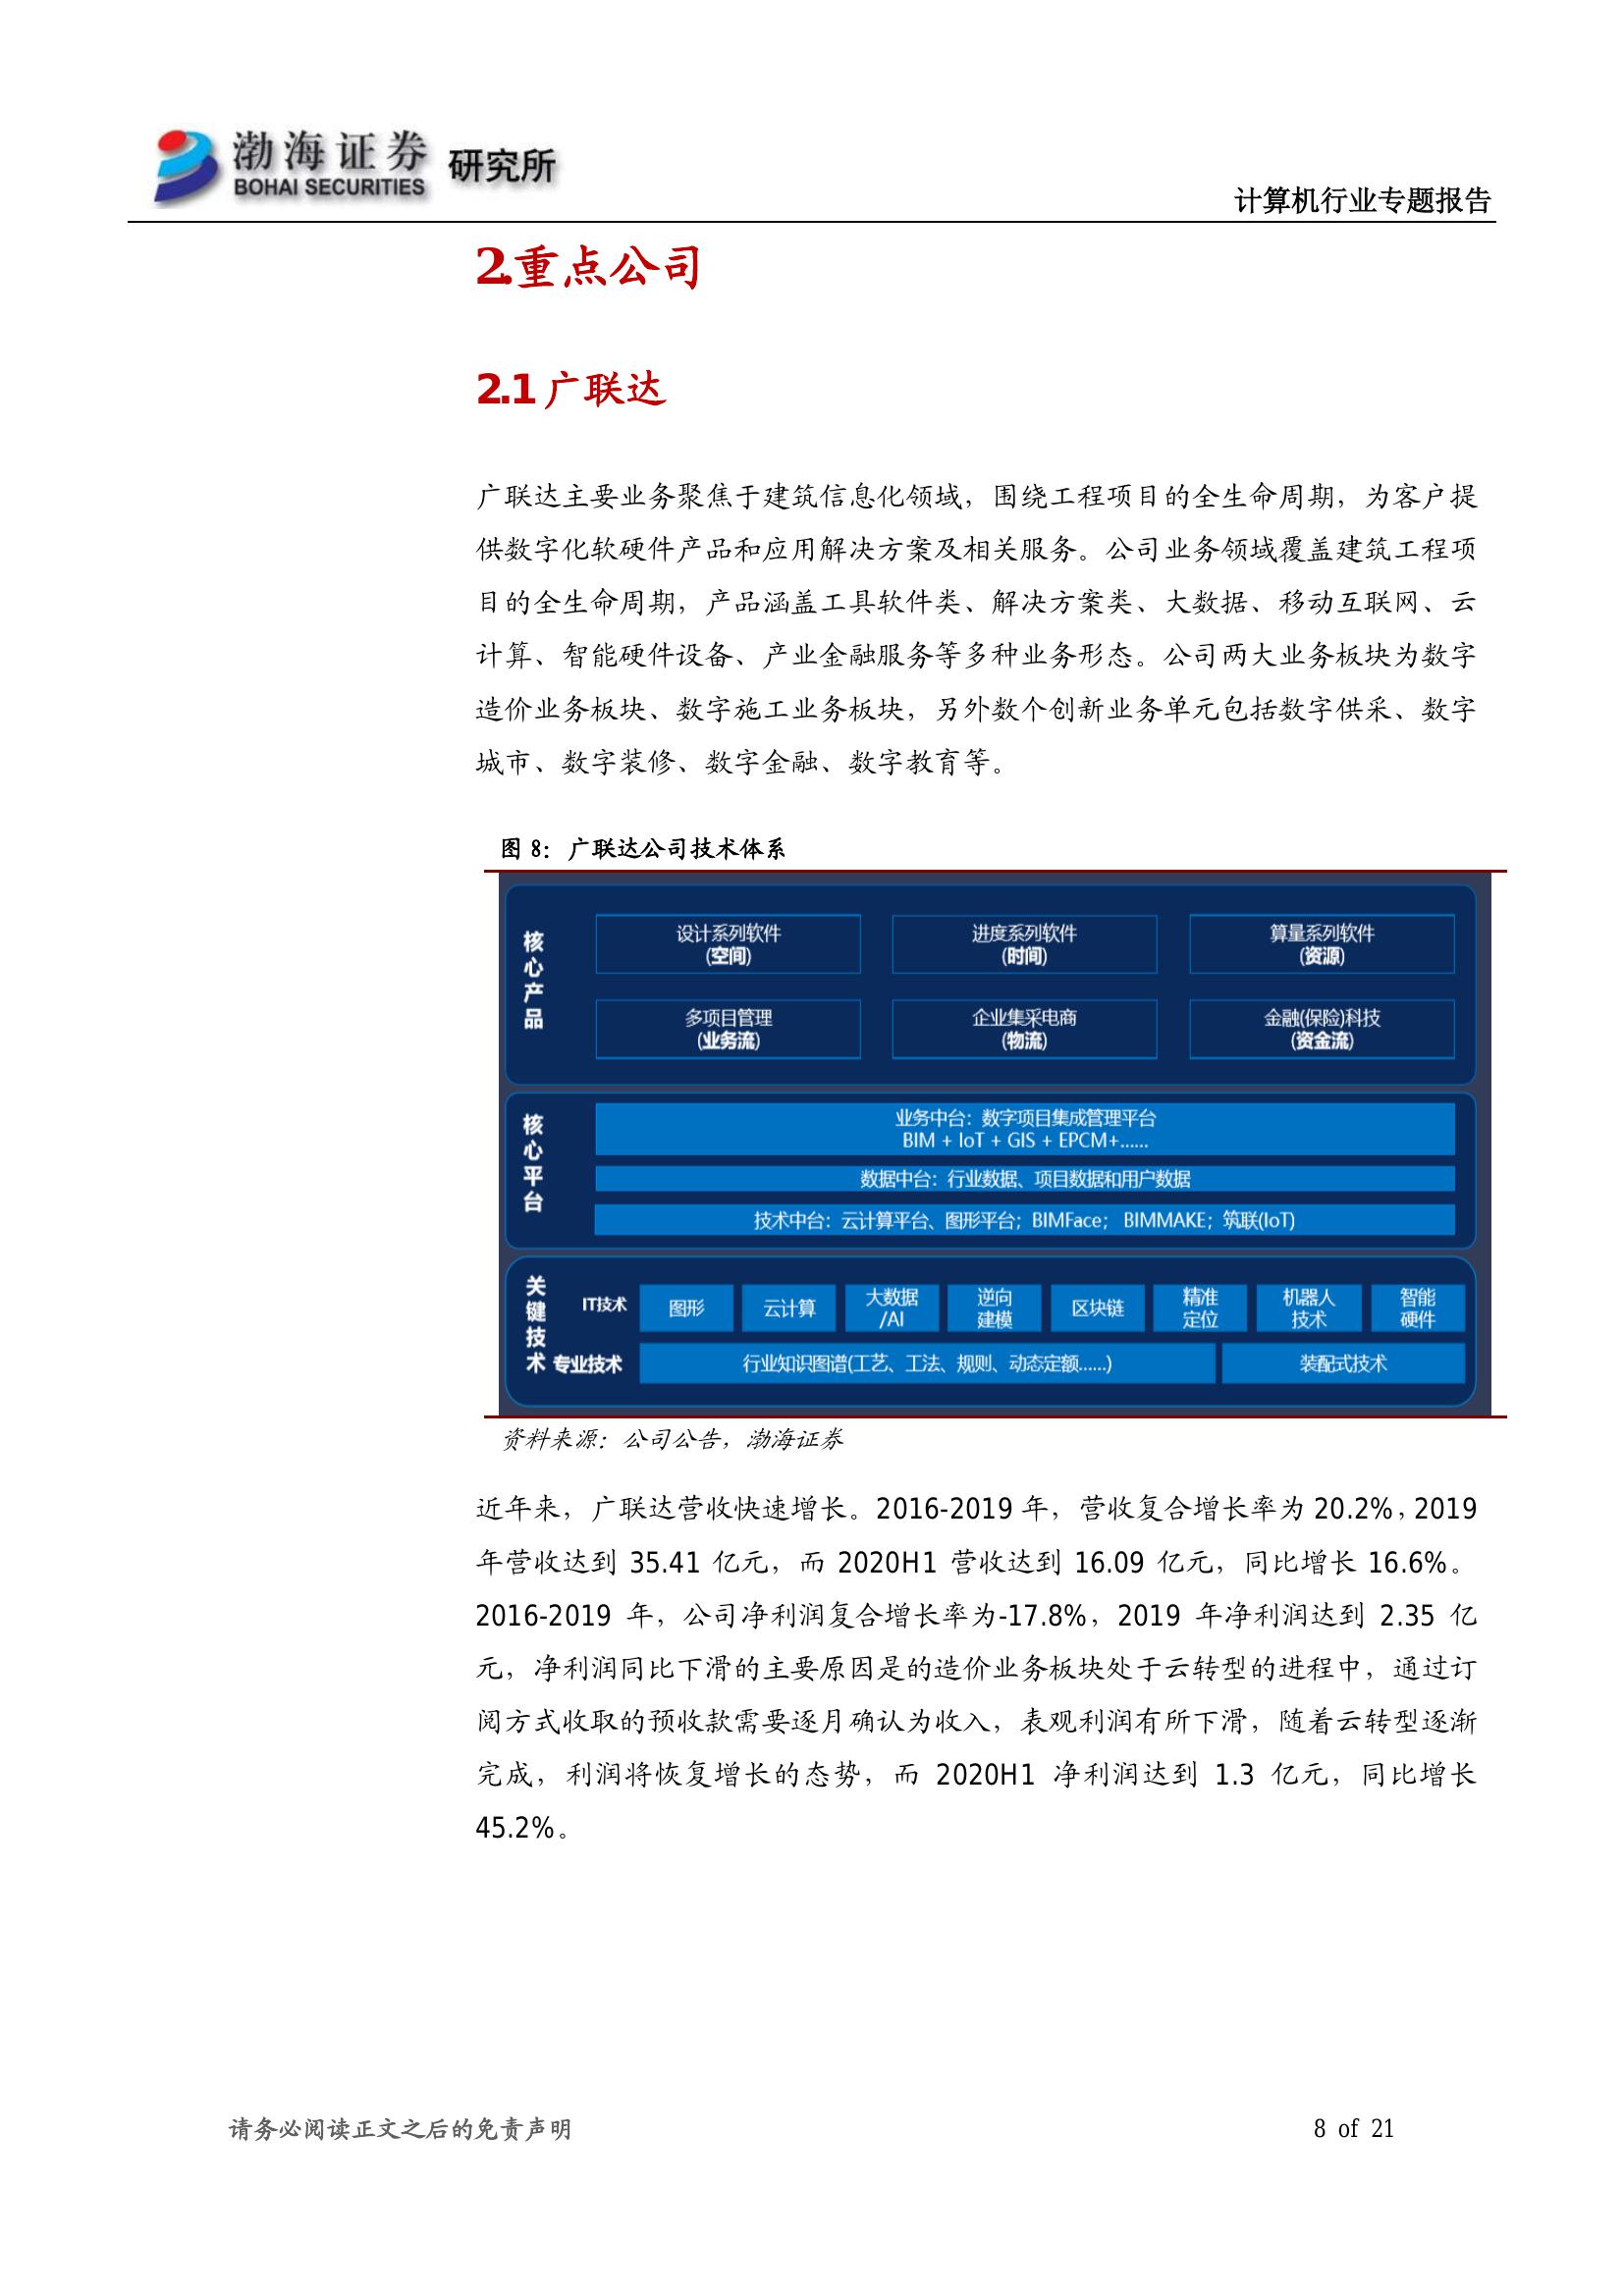 渤海证券 研究所
BOHAI SECURITIES
计算机行业专题报告
2.重点公司
2.1 广联达
广联达主要业务聚焦于建筑信息化领域，围绕工程项目的全生命周期，为客户提
供数字化软硬件产品和应用解决方案及相关服务。公司业务领域覆盖建筑工程项
目的全生命周期，产品涵盖工具软件类、解决方案类、大数据、移动互联网、云
计算、智能硬件设备、产业金融服务等多种业务形态。公司两大业务板块为数字
造价业务板块、数字施工业务板块，另外数个创新业务单元包括数字供采、数字
城市、数字装修、数字金融、数字教育等。
图 8：广联达公司技术体系
核心产品
设计系列软件
(空间)
进度系列软件
(时间)
算量系列软件
(资源)
多项目管理
(业务流)
企业集采电商
(物流)
金融(保险)科技
(资金流)
核心平台
业务中台：数字项目集成管理平台
BIM + IoT + GIS + EPCM+......
数据中台：行业数据、项目数据和用户数据
技术中台：云计算平台、图形平台；BIMFace； BIMMAKE；筑联(IoT)
关键技术
IT技术
图形
云计算
大数据
/AI
逆向
建模
区块链
精准
定位
机器人
技术
智能
硬件
专业技术
行业知识图谱(工艺、工法、规则、动态定额......)
装配式技术
资料来源：公司公告，渤海证券
近年来，广联达营收快速增长。2016-2019 年，营收复合增长率为 20.2%，2019
年营收达到 35.41 亿元，而 2020H1 营收达到 16.09 亿元，同比增长 16.6%。
2016-2019 年，公司净利润复合增长率为-17.8%，2019 年净利润达到 2.35 亿
元，净利润同比下滑的主要原因是的造价业务板块处于云转型的进程中，通过订
阅方式收取的预收款需要逐月确认为收入，表观利润有所下滑，随着云转型逐渐
完成，利润将恢复增长的态势，而 2020H1 净利润达到 1.3 亿元，同比增长
45.2%。
请务必阅读正文之后的免责声明
8 of 21